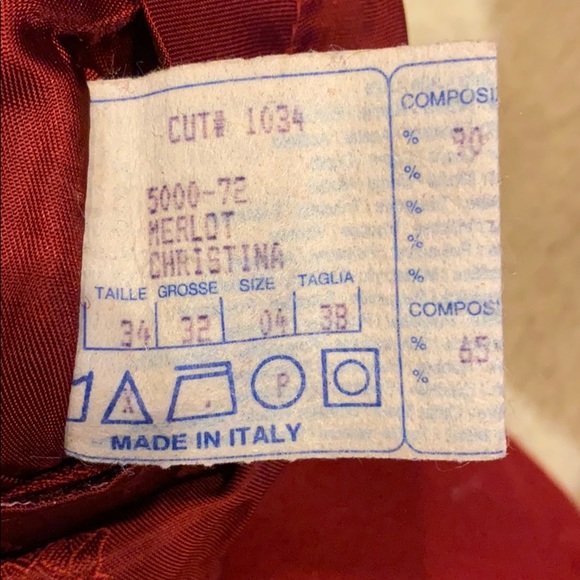 CUT# 1034
5000-72
MERLOT
CHRISTINA
TAILLE GROSSE SIZE TAGLIA
34 32 04 38
P
MADE IN ITALY
COMPOSI
%
%
%
%
%
COMPOS
% 65
%